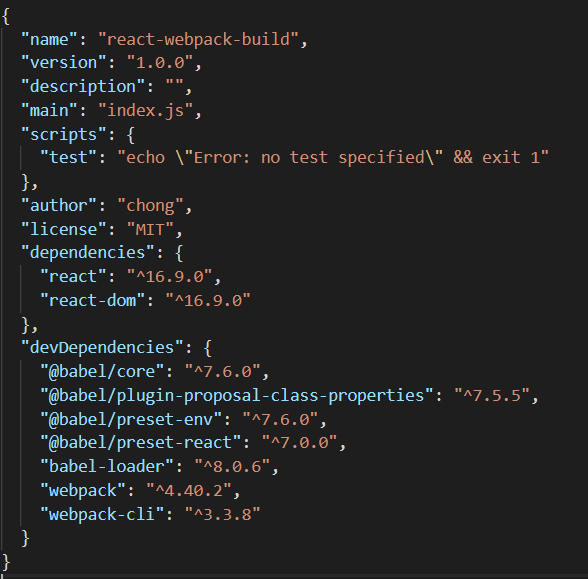 {
  "name": "react-webpack-build",
  "version": "1.0.0",
  "description": "",
  "main": "index.js",
  "scripts": {
    "test": "echo \"Error: no test specified\" && exit 1"
  },
  "author": "chong",
  "license": "MIT",
  "dependencies": {
    "react": "^16.9.0",
    "react-dom": "^16.9.0"
  },
  "devDependencies": {
    "@babel/core": "^7.6.0",
    "@babel/plugin-proposal-class-properties": "^7.5.5",
    "@babel/preset-env": "^7.6.0",
    "@babel/preset-react": "^7.0.0",
    "babel-loader": "^8.0.6",
    "webpack": "^4.40.2",
    "webpack-cli": "^3.3.8"
  }
}